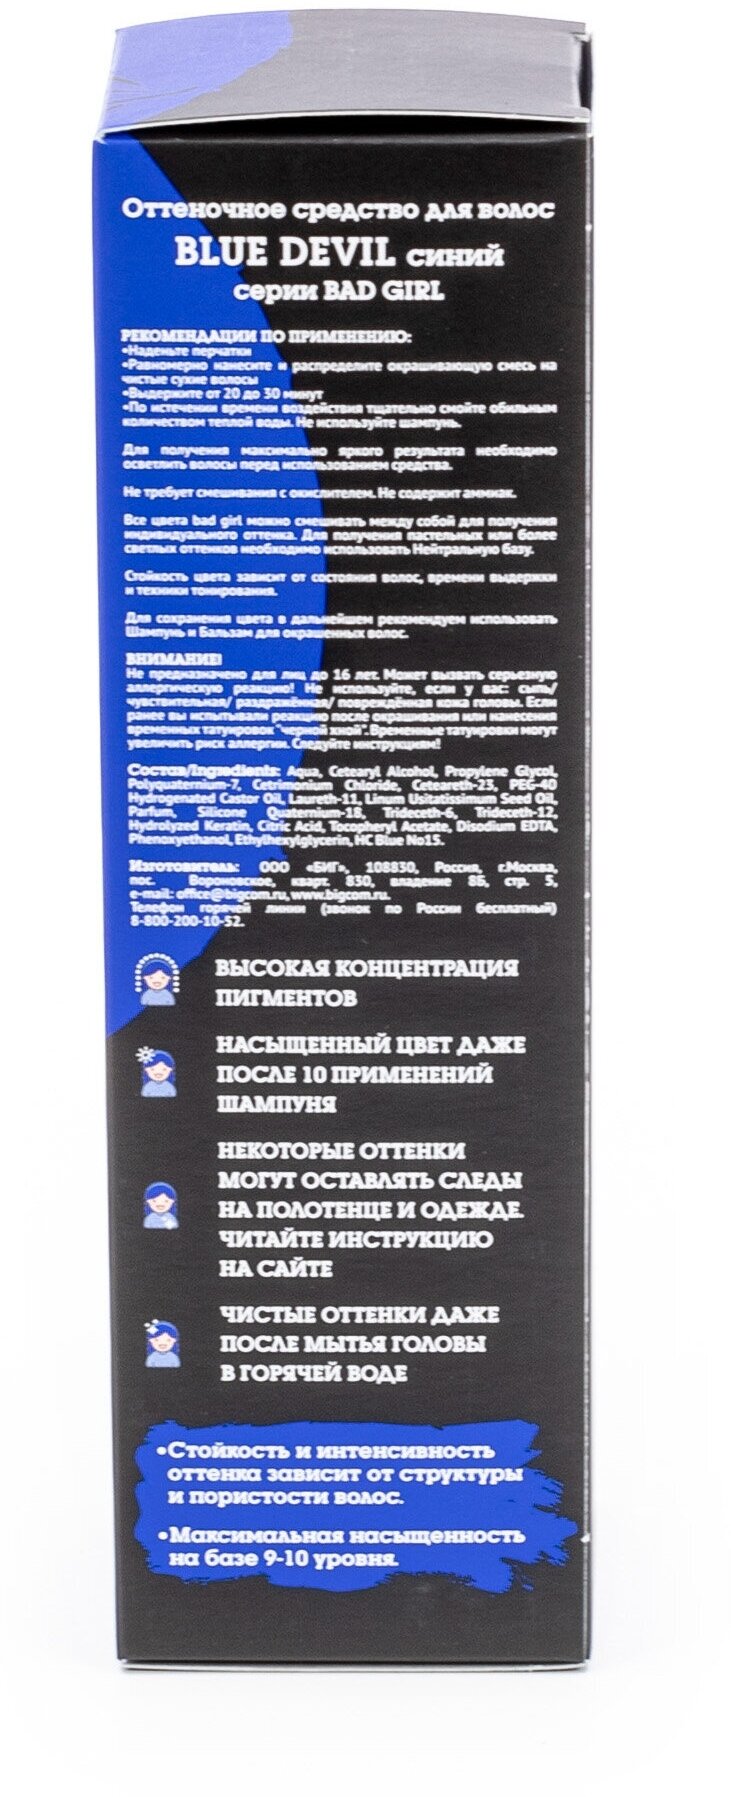 Оттеночное средство для волос
BLUE DEVIL синий
серии BAD GIRL
РЕКОМЕНДАЦИИ ПО ПРИМЕНЕНИЮ:
•Наденьте перчатки
•Равномерно нанесите и распределите окрашивающую смесь на
чистые сухие волосы
•Выдержите от 20 до 30 минут
•По истечении времени воздействия тщательно смойте обильным
количеством теплой воды. Не используйте шампунь.
Для получения максимально яркого результата необходимо
осветлить волосы перед использованием средства.
Не требует смешивания с окислителем. Не содержит аммиак.
Все цвета bad girl можно смешивать между собой для получения
индивидуального оттенка. Для получения пастельных или более
светлых оттенков необходимо использовать Нейтральную базу.
Стойкость цвета зависит от состояния волос, времени выдержки
и техники тонирования.
Для сохранения цвета в дальнейшем рекомендуем использовать
Шампунь и Бальзам для окрашенных волос.
ВНИМАНИЕ!
Не предназначено для лиц до 16 лет. Может вызвать серьезную
аллергическую реакцию! Не используйте, если у вас: сыпь/
чувствительная/ раздражённая/ повреждённая кожа головы. Если
ранее вы испытывали реакцию после окрашивания или нанесение
временных татуировок "черной хной". Временные татуировки могут
увеличить риск аллергии. Следуйте инструкциям!
Состав/Ingredients: Aqua, Cetearyl Alcohol, Propylene Glycol,
Polyquaternium-7, Cetrimonium Chloride, Ceteareth-23, PEG-40
Hydrogenated Castor Oil, Laureth-11, Linum Usitatissimum Seed Oil,
Parfum, Silicone Quaternium-18, Trideceth-6, Trideceth-12,
Hydrolyzed Keratin, Citric Acid, Tocopheryl Acetate, Disodium EDTA,
Phenoxyethanol, Ethylhexylglycerin, HC Blue No15.
Изготовитель: ООО «БИГ», 108830, Россия, г.Москва,
пос. Вороновское, кварт. 830, владение 8Б, стр. 5,
e-mail: office@bigcom.ru, www.bigcom.ru.
Телефон горячей линии (звонок по России бесплатный)
8-800-200-10-52.
ВЫСОКАЯ КОНЦЕНТРАЦИЯ
ПИГМЕНТОВ
НАСЫЩЕННЫЙ ЦВЕТ ДАЖЕ
ПОСЛЕ 10 ПРИМЕНЕНИЙ
ШАМПУНЯ
НЕКОТОРЫЕ ОТТЕНКИ
МОГУТ ОСТАВЛЯТЬ СЛЕДЫ
НА ПОЛОТЕНЦЕ И ОДЕЖДЕ.
ЧИТАЙТЕ ИНСТРУКЦИЮ
НА САЙТЕ
ЧИСТЫЕ ОТТЕНКИ ДАЖЕ
ПОСЛЕ МЫТЬЯ ГОЛОВЫ
В ГОРЯЧЕЙ ВОДЕ
•Стойкость и интенсивность
оттенка зависит от структуры
и пористости волос.
•Максимальная насыщенность
на базе 9-10 уровня.